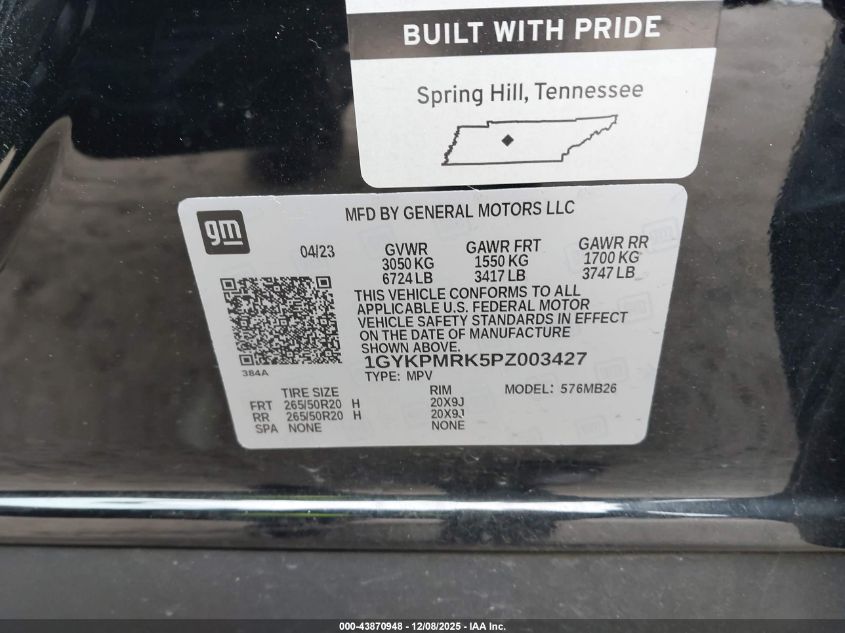 BUILT WITH PRIDE
Spring Hill, Tennessee
gm
MFD BY GENERAL MOTORS LLC
04/23 GVWR GAWR FRT GAWR RR
3050 KG 1550 KG 1700 KG
6724 LB 3417 LB 3747 LB
THIS VEHICLE CONFORMS TO ALL
APPLICABLE U.S. FEDERAL MOTOR
VEHICLE SAFETY STANDARDS IN EFFECT
ON THE DATE OF MANUFACTURE
SHOWN ABOVE.
384A
1GYKPMRK5PZ003427
TYPE: MPV MODEL: 576MB26
TIRE SIZE RIM
FRT 265/50R20 H 20X9J
RR 265/50R20 H 20X9J
SPA NONE NONE
000-43870948 - 12/08/2025 - IAA Inc.